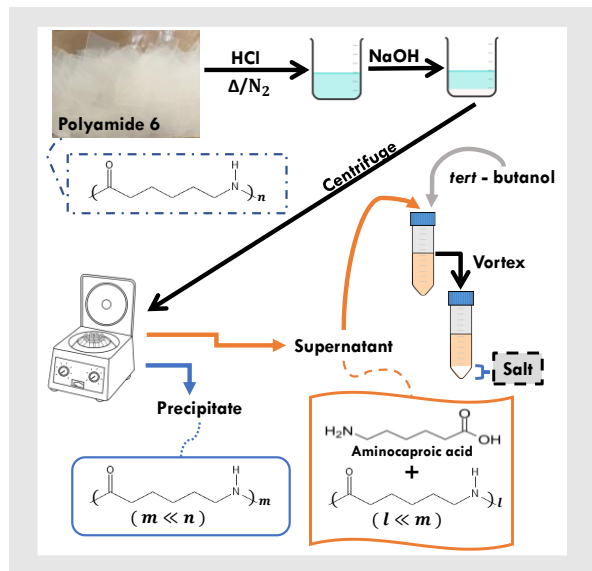 HCl
Δ/N₂
NaOH
Polyamide 6
O
H
N
n
Centrifuge
tert - butanol
Vortex
Salt
Supernatant
Precipitate
O
H
N
m
( m ≪ n )
H₂N
O
OH
Aminocaproic acid
+
O
H
N
l
( l ≪ m )